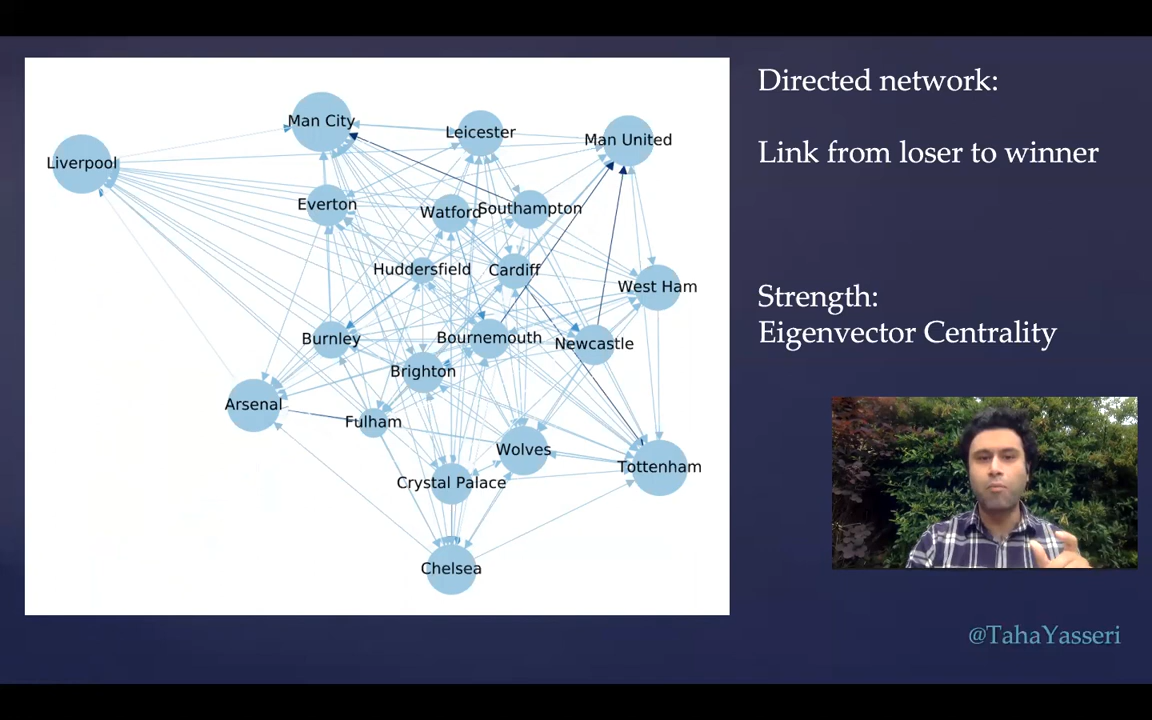 Directed network:
Link from loser to winner
Strength:
Eigenvector Centrality
Man City
Leicester
Man United
Liverpool
Everton
Watford
Southampton
Huddersfield
Cardiff
West Ham
Burnley
Bournemouth
Newcastle
Brighton
Arsenal
Fulham
Wolves
Tottenham
Crystal Palace
Chelsea
@TahaYasseri